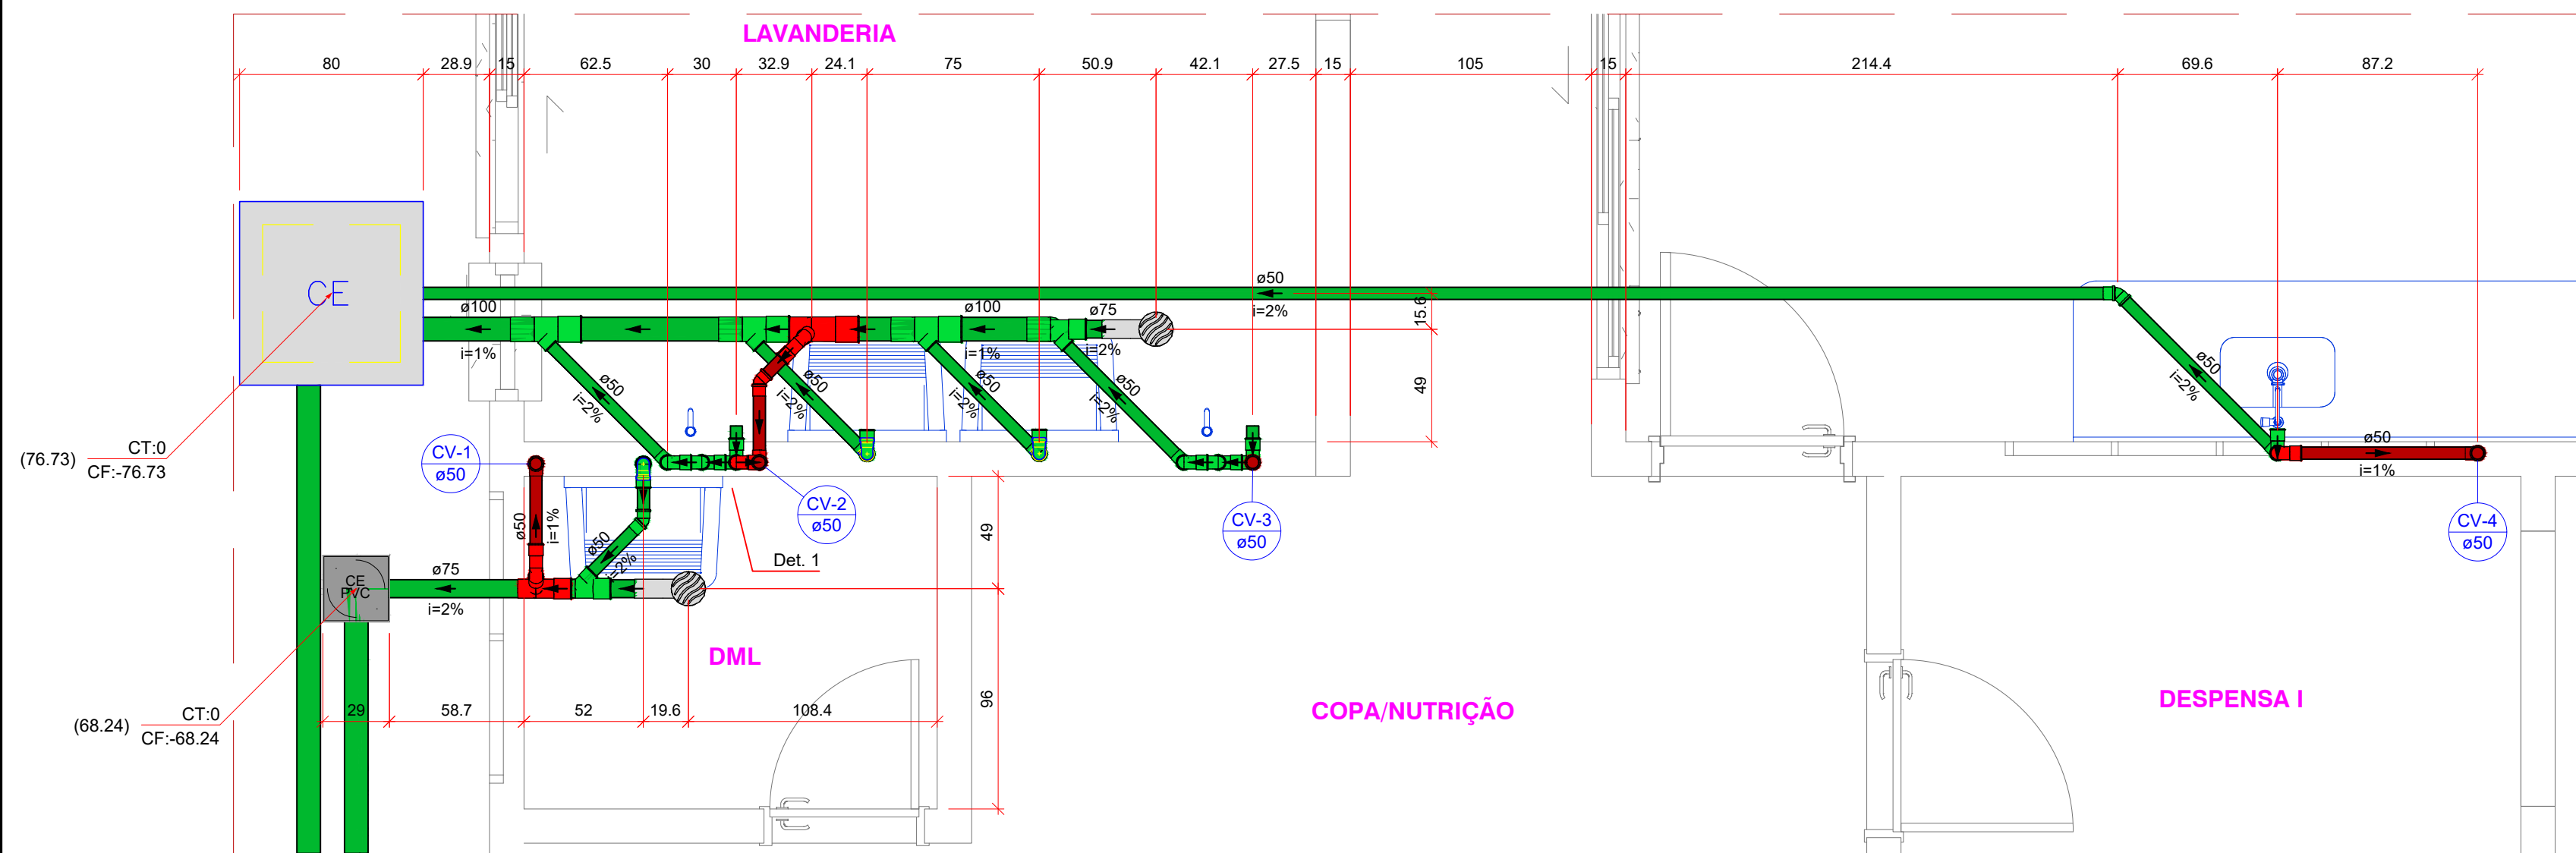 LAVANDERIA
80
28.9
15
62.5
30
32.9
24.1
75
50.9
42.1
27.5
15
105
15
214.4
69.6
87.2
CE
ø100
i=1%
ø50
i=2%
ø100
i=1%
ø75
i=2%
15.6
49
ø50
i=2%
ø50
i=2%
ø50
i=2%
ø50
i=2%
ø50
i=2%
ø50
i=1%
(76.73)
CT:0
CF:-76.73
CV-1
ø50
CV-2
ø50
CV-3
ø50
CV-4
ø50
ø50
i=1%
ø50
i=2%
Det. 1
49
96
CE
PVC
ø75
i=2%
DML
COPA/NUTRIÇÃO
DESPENSA I
(68.24)
CT:0
CF:-68.24
29
58.7
52
19.6
108.4